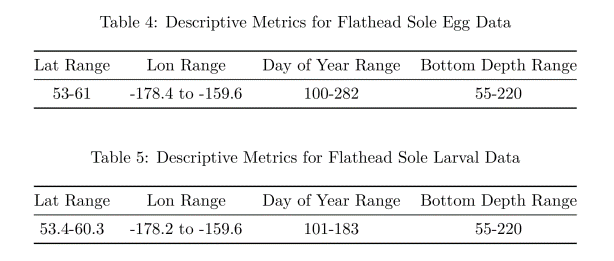 Table 4: Descriptive Metrics for Flathead Sole Egg Data
Lat Range Lon Range Day of Year Range Bottom Depth Range
53-61 -178.4 to -159.6 100-282 55-220
Table 5: Descriptive Metrics for Flathead Sole Larval Data
Lat Range Lon Range Day of Year Range Bottom Depth Range
53.4-60.3 -178.2 to -159.6 101-183 55-220